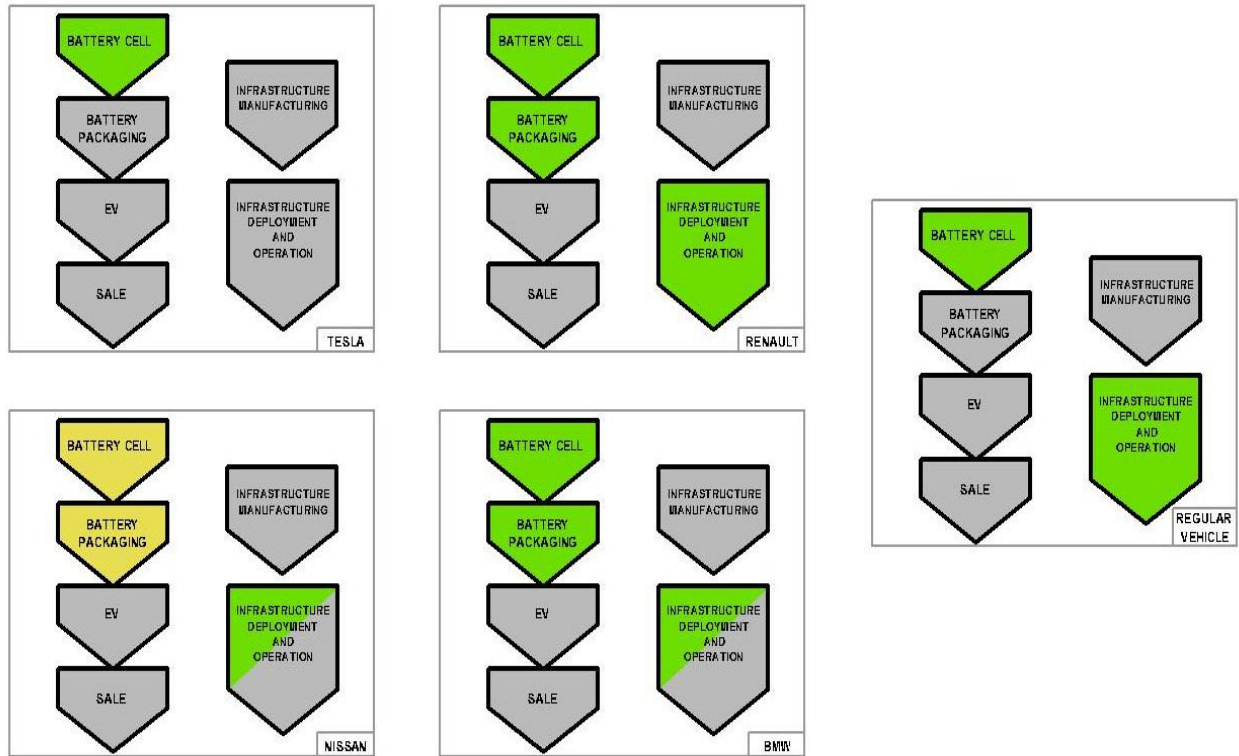 BATTERY CELL
BATTERY
PACKAGING
EV
SALE
INFRASTRUCTURE
MANUFACTURING
INFRASTRUCTURE
DEPLOYMENT
AND
OPERATION
TESLA
BATTERY CELL
BATTERY
PACKAGING
EV
SALE
INFRASTRUCTURE
MANUFACTURING
INFRASTRUCTURE
DEPLOYMENT
AND
OPERATION
RENAULT
BATTERY CELL
BATTERY
PACKAGING
EV
SALE
INFRASTRUCTURE
MANUFACTURING
INFRASTRUCTURE
DEPLOYMENT
AND
OPERATION
NISSAN
BATTERY CELL
BATTERY
PACKAGING
EV
SALE
INFRASTRUCTURE
MANUFACTURING
INFRASTRUCTURE
DEPLOYMENT
AND
OPERATION
BMW
BATTERY CELL
BATTERY
PACKAGING
EV
SALE
INFRASTRUCTURE
MANUFACTURING
INFRASTRUCTURE
DEPLOYMENT
AND
OPERATION
REGULAR
VEHICLE